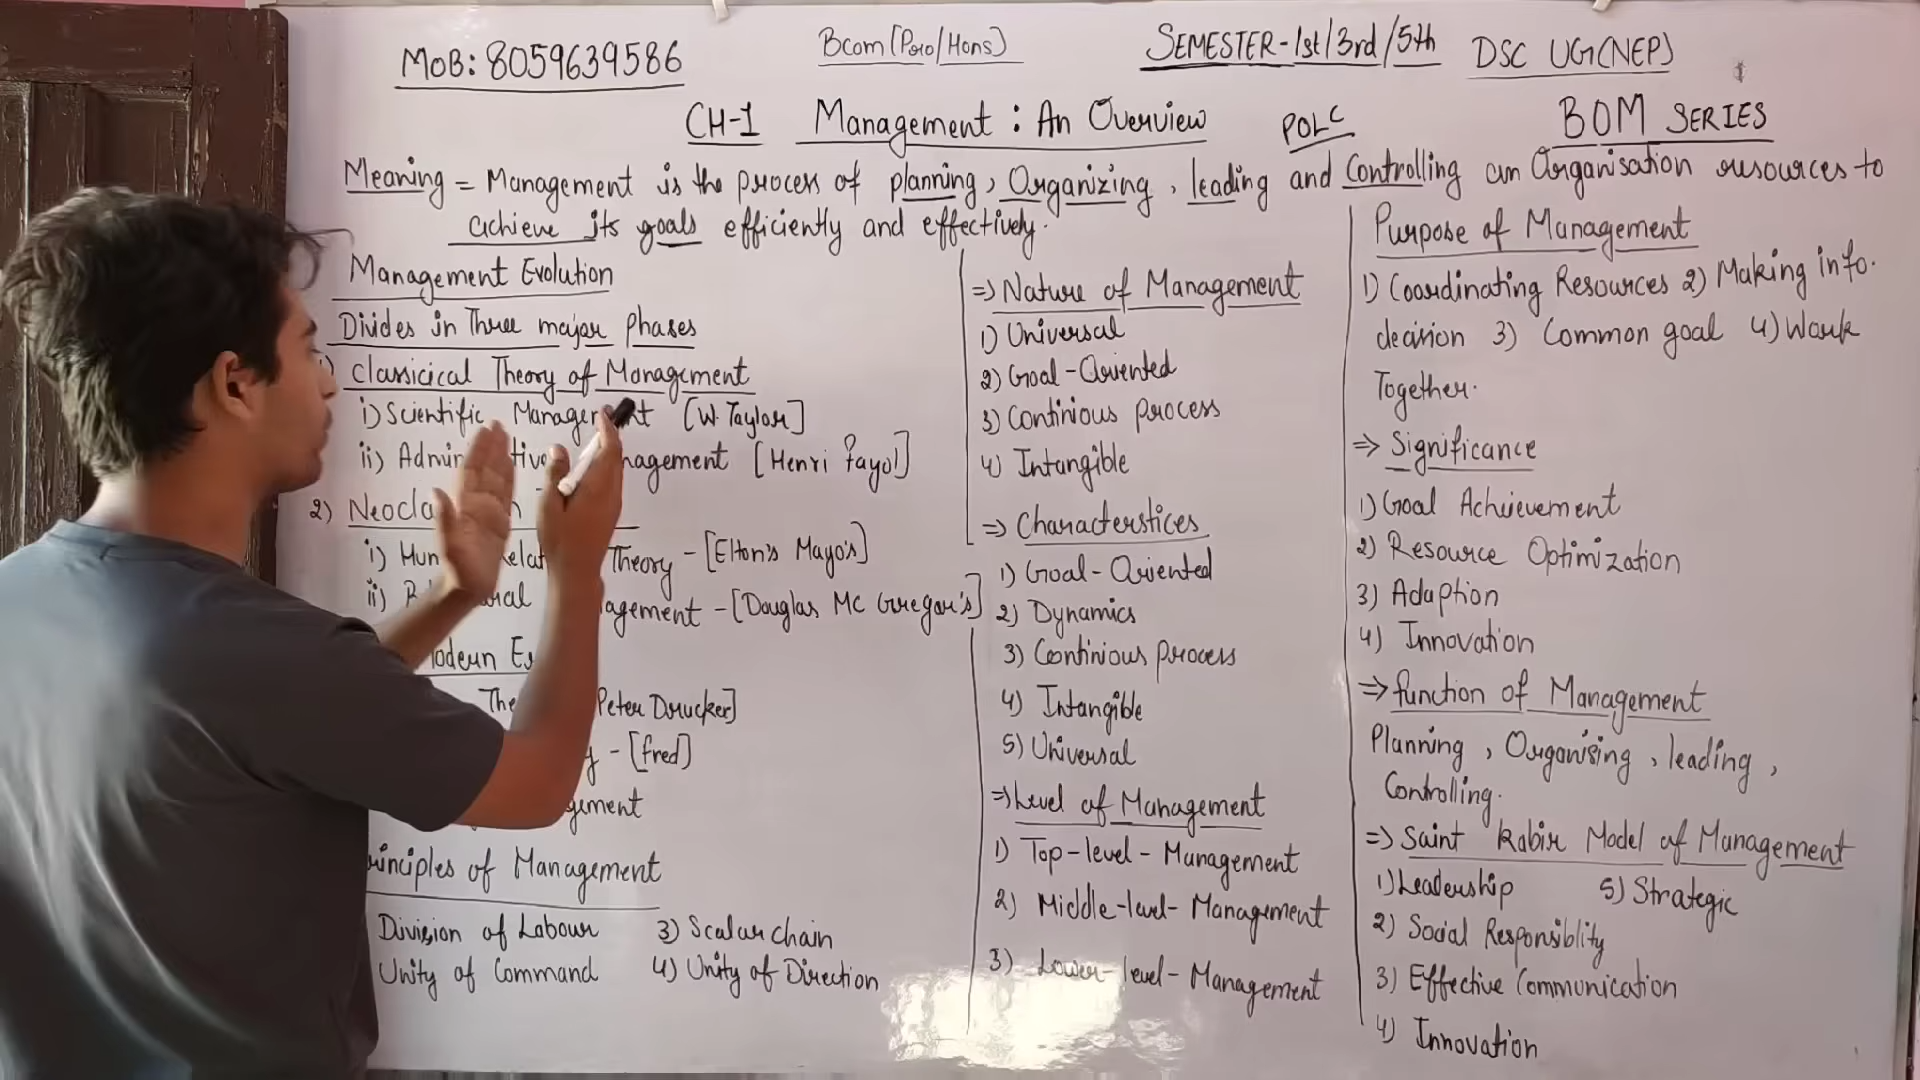 MOB: 8059639586
Bcom (Pro/Hons)
SEMESTER-1st/3rd/5th
DSC UG(NEP)
CH-1 Management : An Overview
POLC
BOM SERIES
Meaning = Management is the process of planning, Organizing, leading and Controlling an Organisation resources to
achieve its goals efficiently and effectively.
Management Evolution
Divides in Three major phases
classicical Theory of Management
i) Scientific Management [W. Taylor]
ii) [Henri Fayol]
2)
i) Theory - [Elton's Mayo's]
ii) - [Douglas Mc Gregor's]
[Peter Drucker]
- [fred]
of Management
Division of Labour
Unity of Command
3) Scalar chain
4) Unity of Direction
=> Nature of Management
1) Universal
2) Goal-Oriented
3) Continious process
4) Intangible
=> Characterstices
1) Goal-Oriented
2) Dynamics
3) Continious process
4) Intangible
5) Universal
=> Level of Management
1) Top-level-Management
2) Middle-level-Management
3) Lower-level-Management
Purpose of Management
1) Coordinating Resources 2) Making info.
decision 3) Common goal 4) Work
Together.
=> Significance
1) Goal Achievement
2) Resource Optimization
3) Adaption
4) Innovation
=> function of Management
Planning, Organising, leading,
Controlling.
=> Saint Kabir Model of Management
1) Leadership 5) Strategic
2) Social Responsiblity
3) Effective Communication
4) Innovation